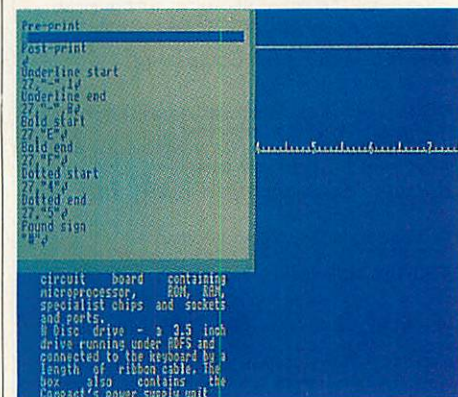 Pre-print
Post-print
Underline start
27,"-",1
Underline end
27,"-",0
Bold start
27,"E"
Bold end
27,"F"
Dotted start
27,"4"
Dotted end
27,"5"
Pound sign
"#"
5 6 7
circuit board containing
microprocessor, ROM, RAM,
specialist chips and sockets
and ports.
Disc drive - a 3.5 inch
drive running under ADFS and
connected to the keyboard by a
length of ribbon cable. The
box also contains the
Compact's power supply unit